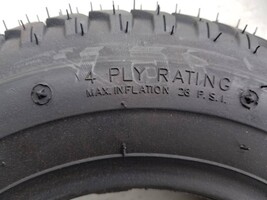 4 PLY RATING
MAX. INFLATION 26 P.S.I.